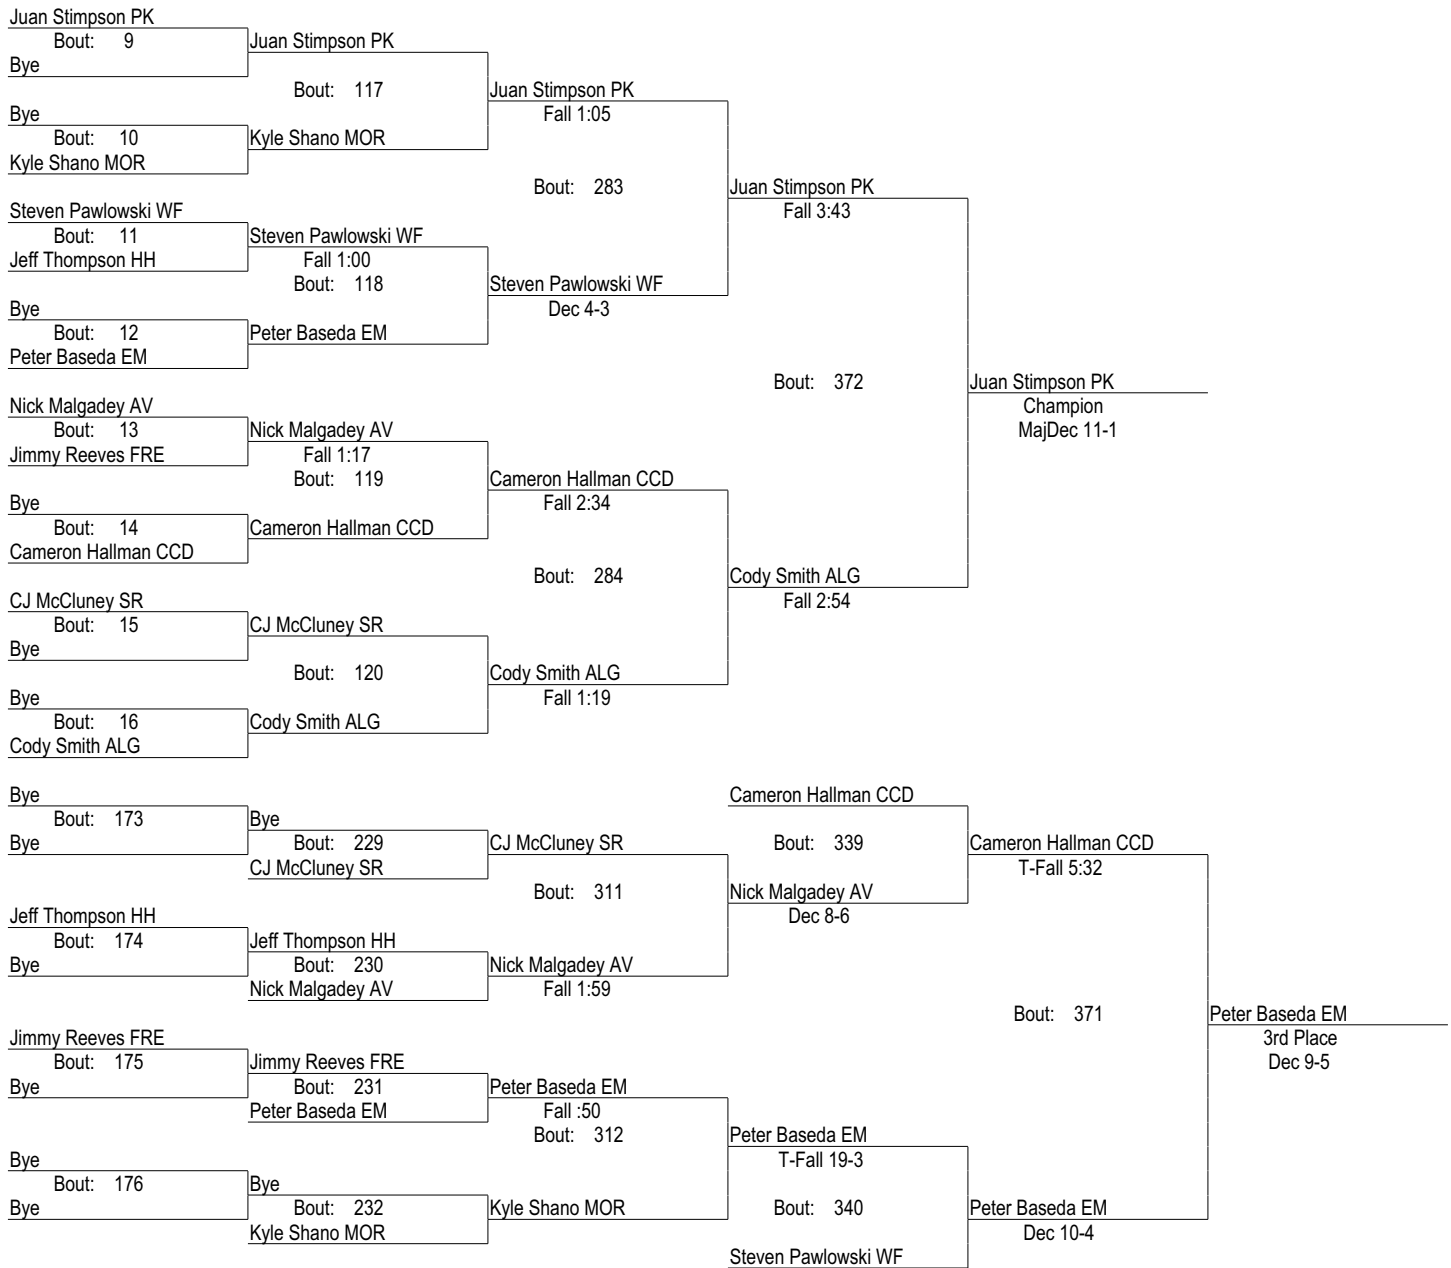 Juan Stimpson PK
Bout: 9 Juan Stimpson PK
Bye
Bout: 117 Juan Stimpson PK
Bye Fall 1:05
Bout: 10 Kyle Shano MOR
Kyle Shano MOR
Bout: 283 Juan Stimpson PK
Steven Pawlowski WF Fall 3:43
Bout: 11 Steven Pawlowski WF
Jeff Thompson HH Fall 1:00
Bout: 118 Steven Pawlowski WF
Bye Dec 4-3
Bout: 12 Peter Baseda EM
Peter Baseda EM
Bout: 372 Juan Stimpson PK
Nick Malgadey AV Champion
Bout: 13 Nick Malgadey AV MajDec 11-1
Jimmy Reeves FRE Fall 1:17
Bout: 119 Cameron Hallman CCD
Bye Fall 2:34
Bout: 14 Cameron Hallman CCD
Cameron Hallman CCD
Bout: 284 Cody Smith ALG
CJ McCluney SR Fall 2:54
Bout: 15 CJ McCluney SR
Bye
Bout: 120 Cody Smith ALG
Bye Fall 1:19
Bout: 16 Cody Smith ALG
Cody Smith ALG
Bye Cameron Hallman CCD
Bout: 173 Bye
Bye Bout: 229 CJ McCluney SR Bout: 339 Cameron Hallman CCD
CJ McCluney SR T-Fall 5:32
Bout: 311 Nick Malgadey AV
Jeff Thompson HH Dec 8-6
Bout: 174 Jeff Thompson HH
Bye Bout: 230 Nick Malgadey AV
Nick Malgadey AV Fall 1:59
Bout: 371 Peter Baseda EM
Jimmy Reeves FRE 3rd Place
Bout: 175 Jimmy Reeves FRE Dec 9-5
Bye Bout: 231 Peter Baseda EM
Peter Baseda EM Fall :50
Bout: 312 Peter Baseda EM
Bye T-Fall 19-3
Bout: 176 Bye
Bye Bout: 232 Kyle Shano MOR Bout: 340 Peter Baseda EM
Kyle Shano MOR Dec 10-4
Steven Pawlowski WF